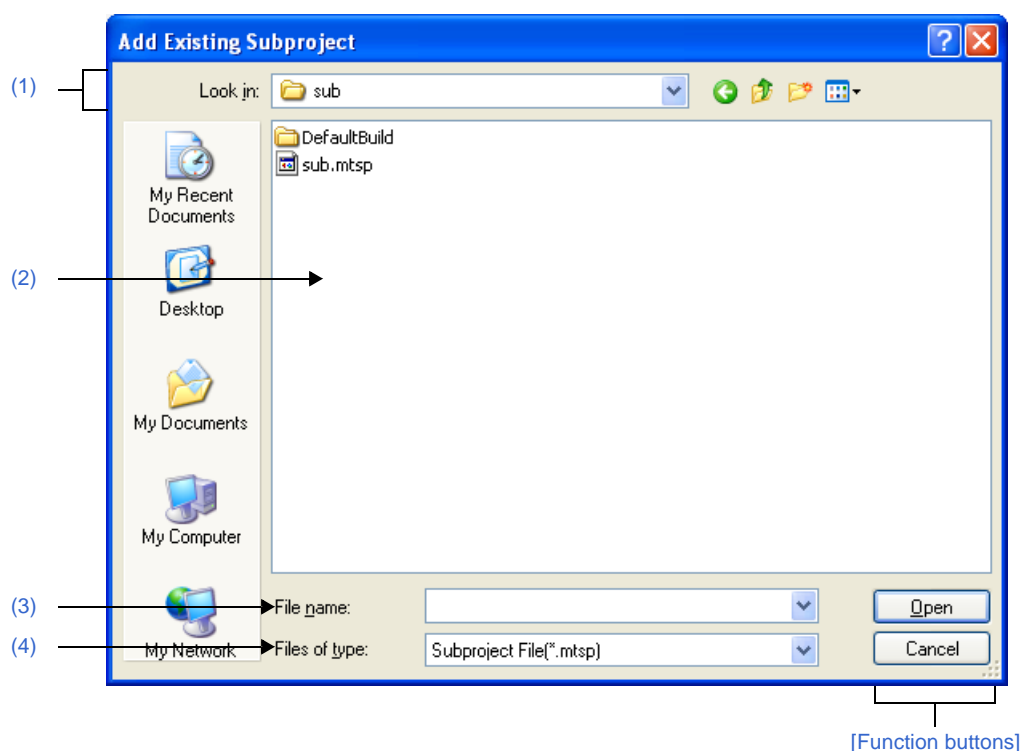 Add Existing Subproject
(1)
Look in:
sub
DefaultBuild
sub.mtsp
My Recent
Documents
(2)
Desktop
My Documents
My Computer
(3)
File name:
Open
(4)
My Network
Files of type:
Subproject File(*.mtsp)
Cancel
[Function buttons]